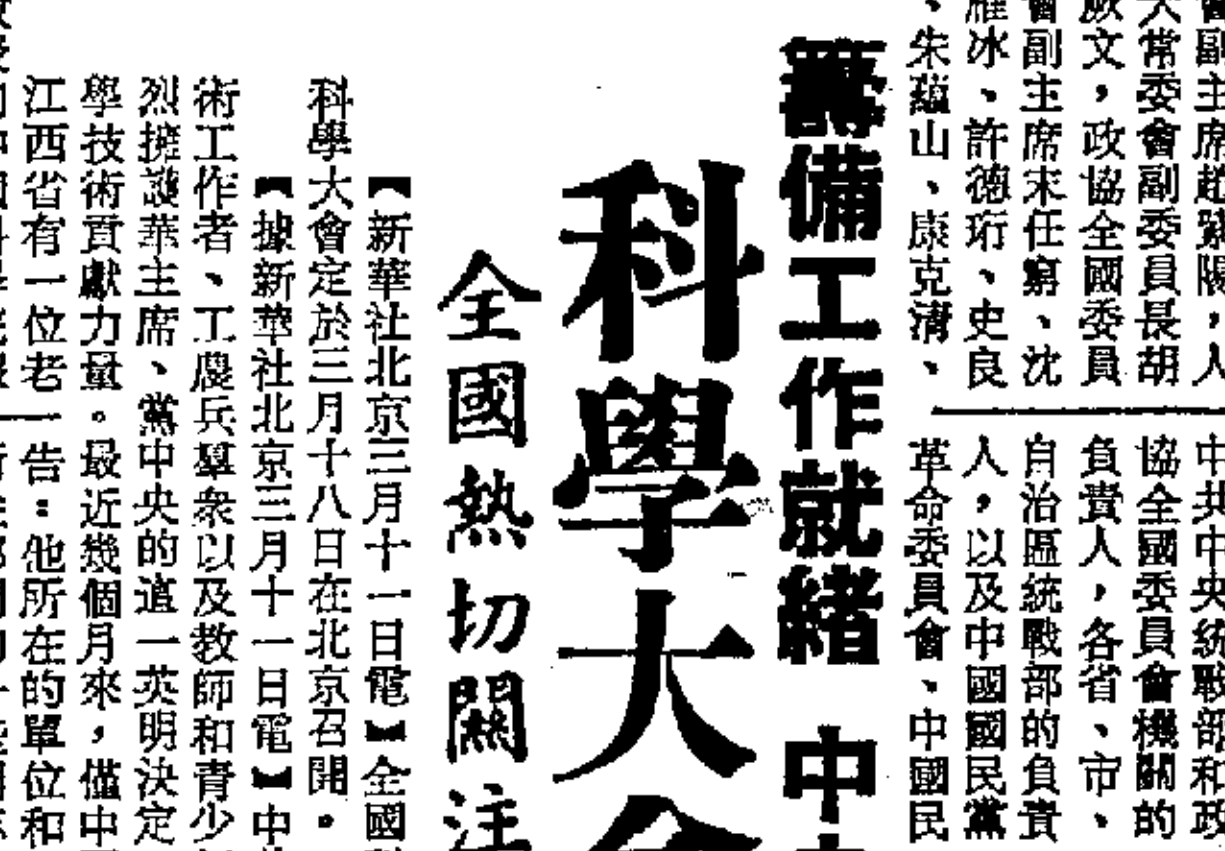 副主席趙紫陽，人
常委會副委員長胡
厥文，政協全國委員
會副主席宋任窮、沈
雁冰、許德珩、史良
、朱蘊山、康克清、
中共中央統戰部和政
協全國委員會機關的
負責人，各省、市、
自治區統戰部的負責
人，以及中國國民黨
革命委員會、中國民
籌備工作就緒 中
科學大會
全國熱切關注
【新華社北京三月十一日電】全國
科學大會定於三月十八日在北京召開。
【據新華社北京三月十一日電】中
術工作者、工農兵羣衆以及教師和青少
烈擁護華主席、黨中央的這一英明決定
學技術貢獻力量。最近幾個月來，僅中
江西省有一位老
告：他所在的單位和